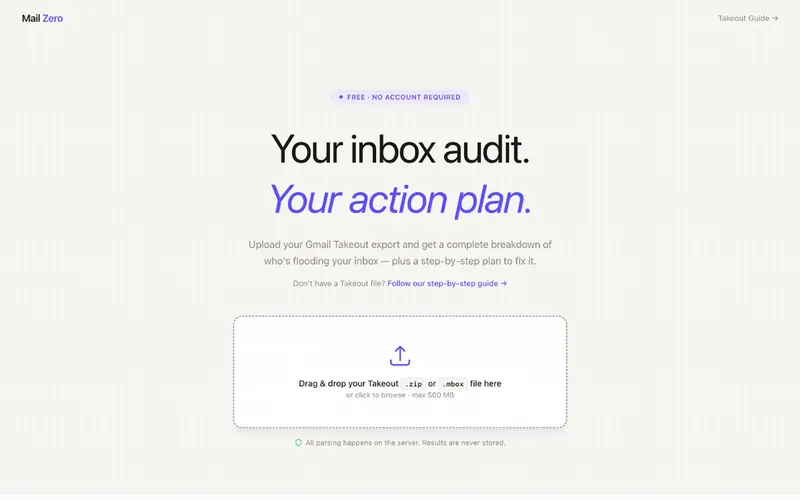 Mail Zero
Takeout Guide →
FREE · NO ACCOUNT REQUIRED
Your inbox audit.
Your action plan.
Upload your Gmail Takeout export and get a complete breakdown of
who's flooding your inbox — plus a step-by-step plan to fix it.
Don't have a Takeout file? Follow our step-by-step guide →
Drag & drop your Takeout .zip or .mbox file here
or click to browse · max 500 MB
All parsing happens on the server. Results are never stored.